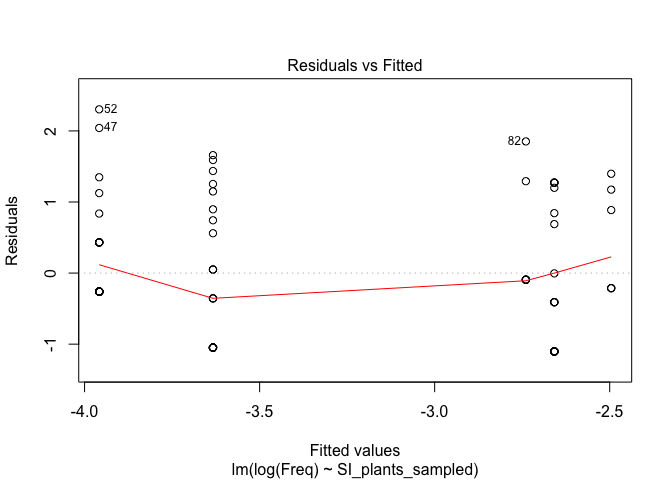 Residuals vs Fitted
52
47
82
Residuals
2
1
0
-1
-4.0 -3.5 -3.0 -2.5
Fitted values
lm(log(Freq) ~ SI_plants_sampled)